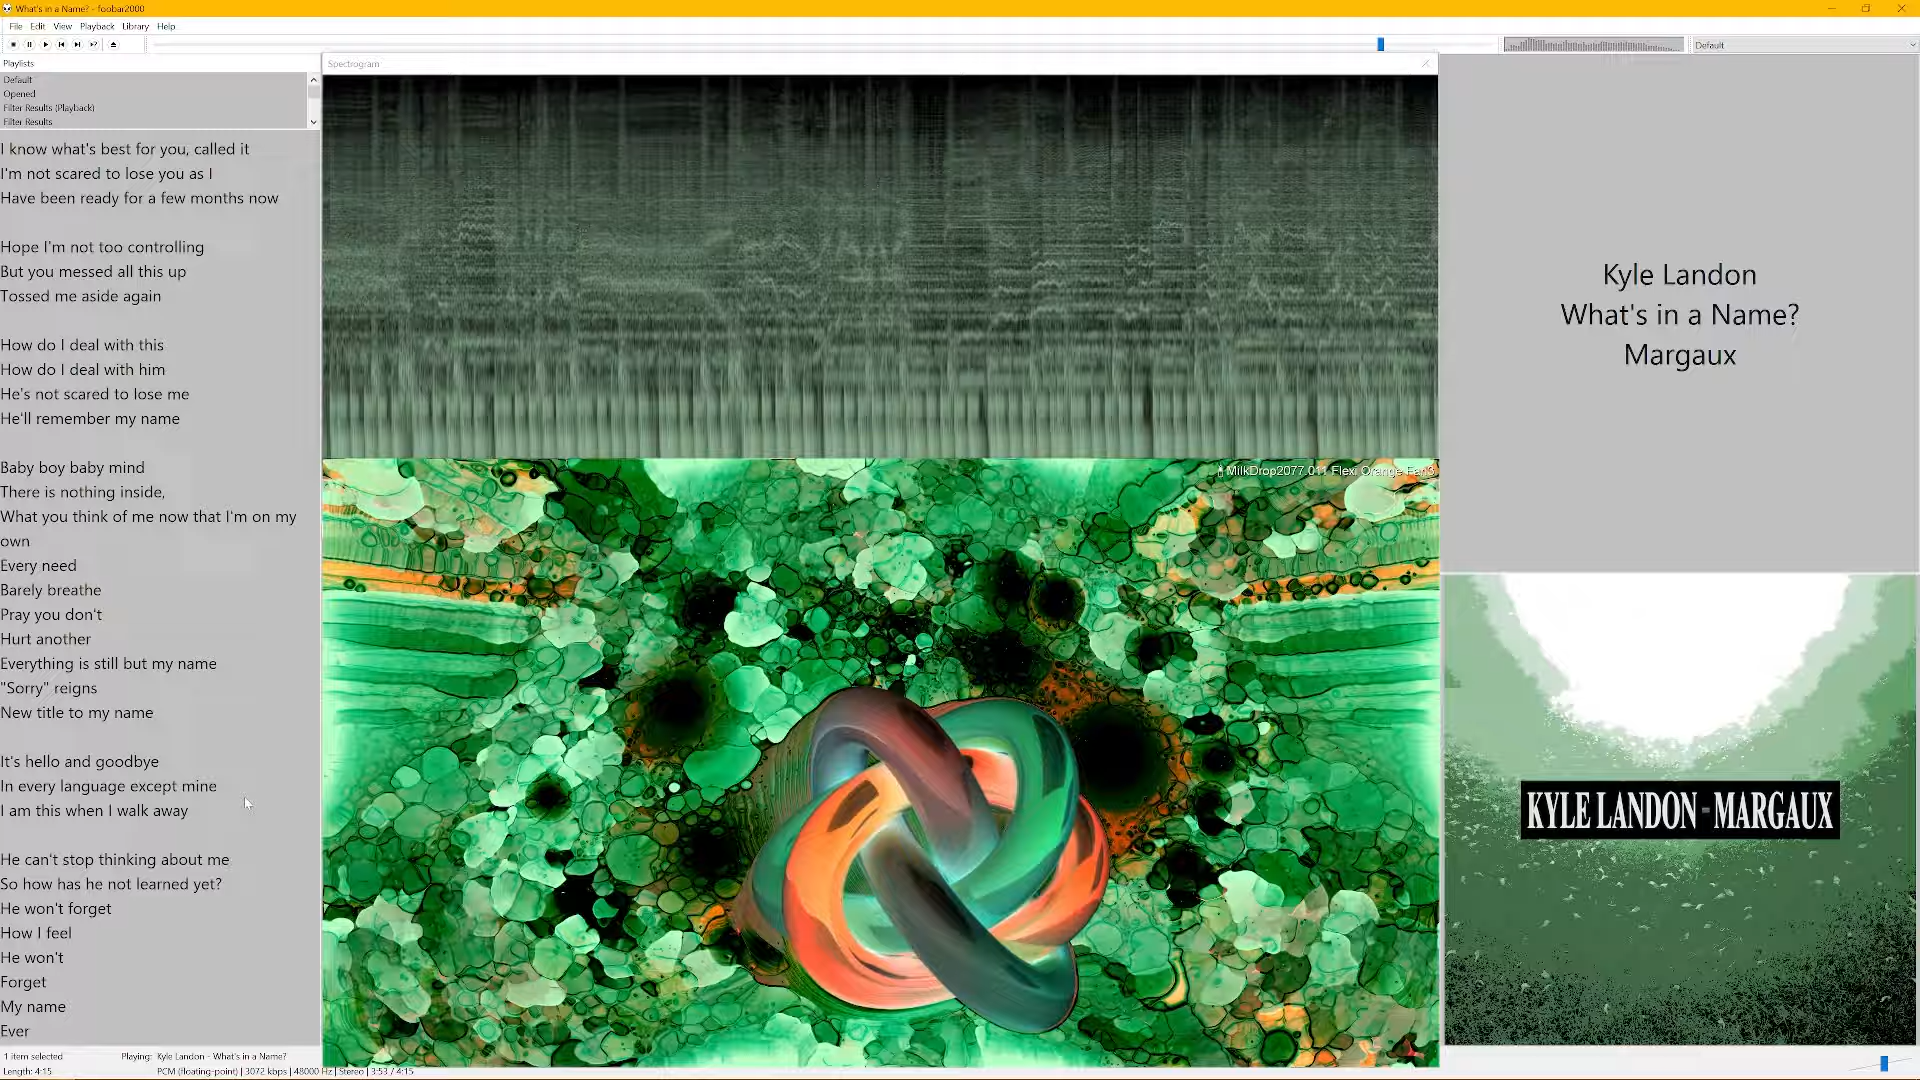 What's in a Name? - foobar2000
File Edit View Playback Library Help
Default
Playlists
Default
Opened
Filter Results (Playback)
Filter Results
Spectrogram
I know what's best for you, called it
I'm not scared to lose you as I
Have been ready for a few months now
Hope I'm not too controlling
But you messed all this up
Tossed me aside again
How do I deal with this
How do I deal with him
He's not scared to lose me
He'll remember my name
Baby boy baby mind
There is nothing inside,
What you think of me now that I'm on my
own
Every need
Barely breathe
Pray you don't
Hurt another
Everything is still but my name
"Sorry" reigns
New title to my name
It's hello and goodbye
In every language except mine
I am this when I walk away
He can't stop thinking about me
So how has he not learned yet?
He won't forget
How I feel
He won't
Forget
My name
Ever
MilkDrop2077.011 Flexi Orange Fan3
Kyle Landon
What's in a Name?
Margaux
KYLE LANDON - MARGAUX
1 item selected
Playing: Kyle Landon - What's in a Name?
Length: 4:15
PCM (floating-point) | 3072 kbps | 48000 Hz | Stereo | 3:53 / 4:15